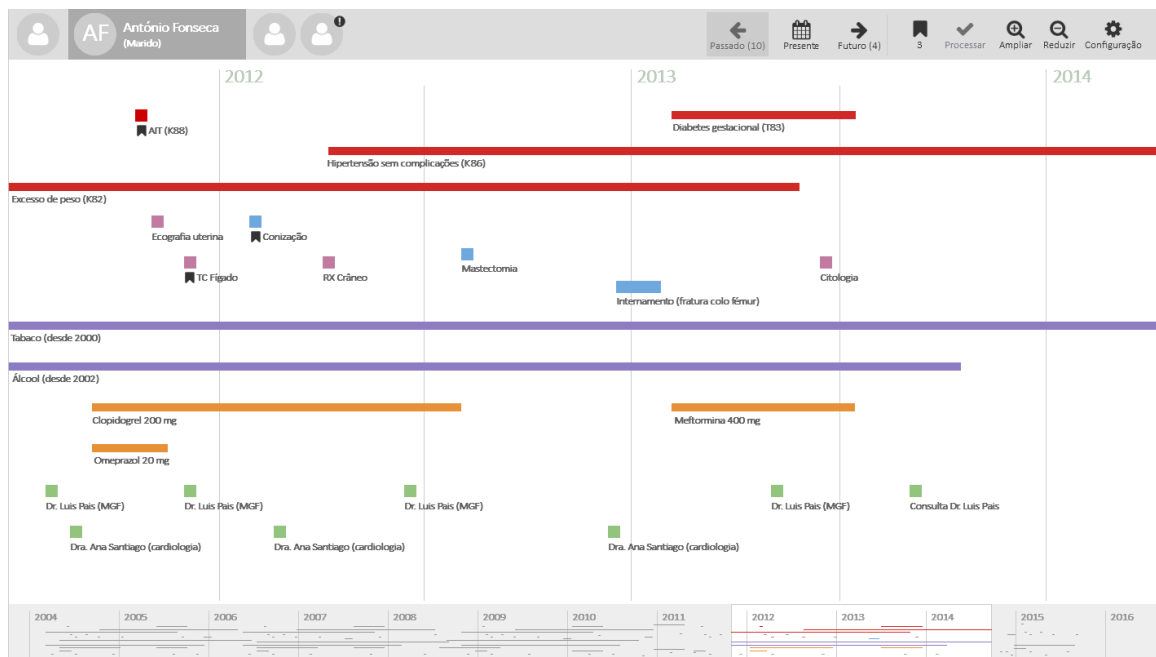 AF
António Fonseca
(Marido)
Passado (10)
Presente
Futuro (4)
3
Processar
Ampliar
Reduzir
Configuração
2012
2013
2014
AIT (K88)
Diabetes gestacional (T83)
Hipertensão sem complicações (K86)
Excesso de peso (K82)
Ecografia uterina
Conização
TC Fígado
RX Crâneo
Mastectomia
Citologia
Internamento (fratura colo fémur)
Tabaco (desde 2000)
Álcool (desde 2002)
Clopidogrel 200 mg
Meftormina 400 mg
Omeprazol 20 mg
Dr. Luis Pais (MGF)
Dr. Luis Pais (MGF)
Dr. Luis Pais (MGF)
Dr. Luis Pais (MGF)
Consulta Dr. Luis Pais
Dra. Ana Santiago (cardiologia)
Dra. Ana Santiago (cardiologia)
Dra. Ana Santiago (cardiologia)
2004
2005
2006
2007
2008
2009
2010
2011
2012
2013
2014
2015
2016